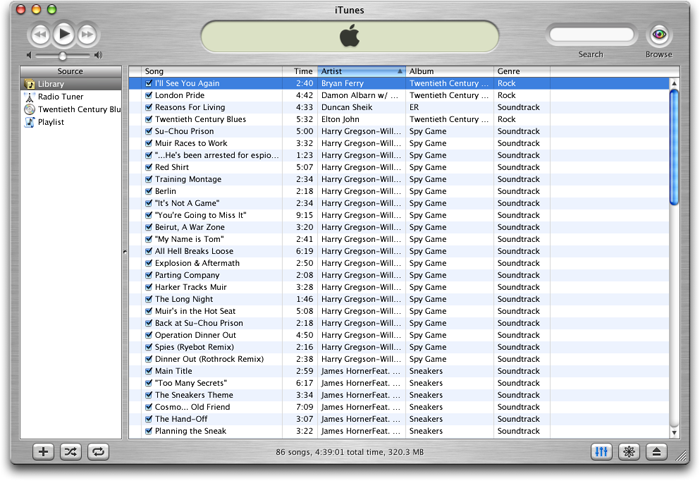 iTunes
Search
Browse
Source
Library
Radio Tuner
Twentieth Century Blu
Playlist
Song Time Artist Album Genre
I'll See You Again 2:40 Bryan Ferry Twentieth Century ... Rock
London Pride 4:42 Damon Albarn w/ ... Twentieth Century ... Rock
Reasons For Living 4:33 Duncan Sheik ER Soundtrack
Twentieth Century Blues 5:32 Elton John Twentieth Century ... Rock
Su-Chou Prison 5:00 Harry Gregson-Will... Spy Game Soundtrack
Muir Races to Work 3:32 Harry Gregson-Will... Spy Game Soundtrack
"...He's been arrested for espio... 1:23 Harry Gregson-Will... Spy Game Soundtrack
Red Shirt 5:07 Harry Gregson-Will... Spy Game Soundtrack
Training Montage 2:34 Harry Gregson-Will... Spy Game Soundtrack
Berlin 2:18 Harry Gregson-Will... Spy Game Soundtrack
"It's Not A Game" 2:34 Harry Gregson-Will... Spy Game Soundtrack
"You're Going to Miss It" 9:15 Harry Gregson-Will... Spy Game Soundtrack
Beirut, A War Zone 3:20 Harry Gregson-Will... Spy Game Soundtrack
"My Name is Tom" 2:41 Harry Gregson-Will... Spy Game Soundtrack
All Hell Breaks Loose 6:19 Harry Gregson-Will... Spy Game Soundtrack
Explosion & Aftermath 2:50 Harry Gregson-Will... Spy Game Soundtrack
Parting Company 2:08 Harry Gregson-Will... Spy Game Soundtrack
Harker Tracks Muir 3:28 Harry Gregson-Will... Spy Game Soundtrack
The Long Night 1:46 Harry Gregson-Will... Spy Game Soundtrack
Muir's in the Hot Seat 5:08 Harry Gregson-Will... Spy Game Soundtrack
Back at Su-Chou Prison 2:18 Harry Gregson-Will... Spy Game Soundtrack
Operation Dinner Out 4:50 Harry Gregson-Will... Spy Game Soundtrack
Spies (Ryebot Remix) 2:16 Harry Gregson-Will... Spy Game Soundtrack
Dinner Out (Rothrock Remix) 2:38 Harry Gregson-Will... Spy Game Soundtrack
Main Title 2:59 James HornerFeat. ... Sneakers Soundtrack
"Too Many Secrets" 6:17 James HornerFeat. ... Sneakers Soundtrack
The Sneakers Theme 3:34 James HornerFeat. ... Sneakers Soundtrack
Cosmo... Old Friend 7:09 James HornerFeat. ... Sneakers Soundtrack
The Hand-Off 3:07 James HornerFeat. ... Sneakers Soundtrack
Planning the Sneak 3:22 James HornerFeat. ... Sneakers Soundtrack
86 songs, 4:39:01 total time, 320.3 MB